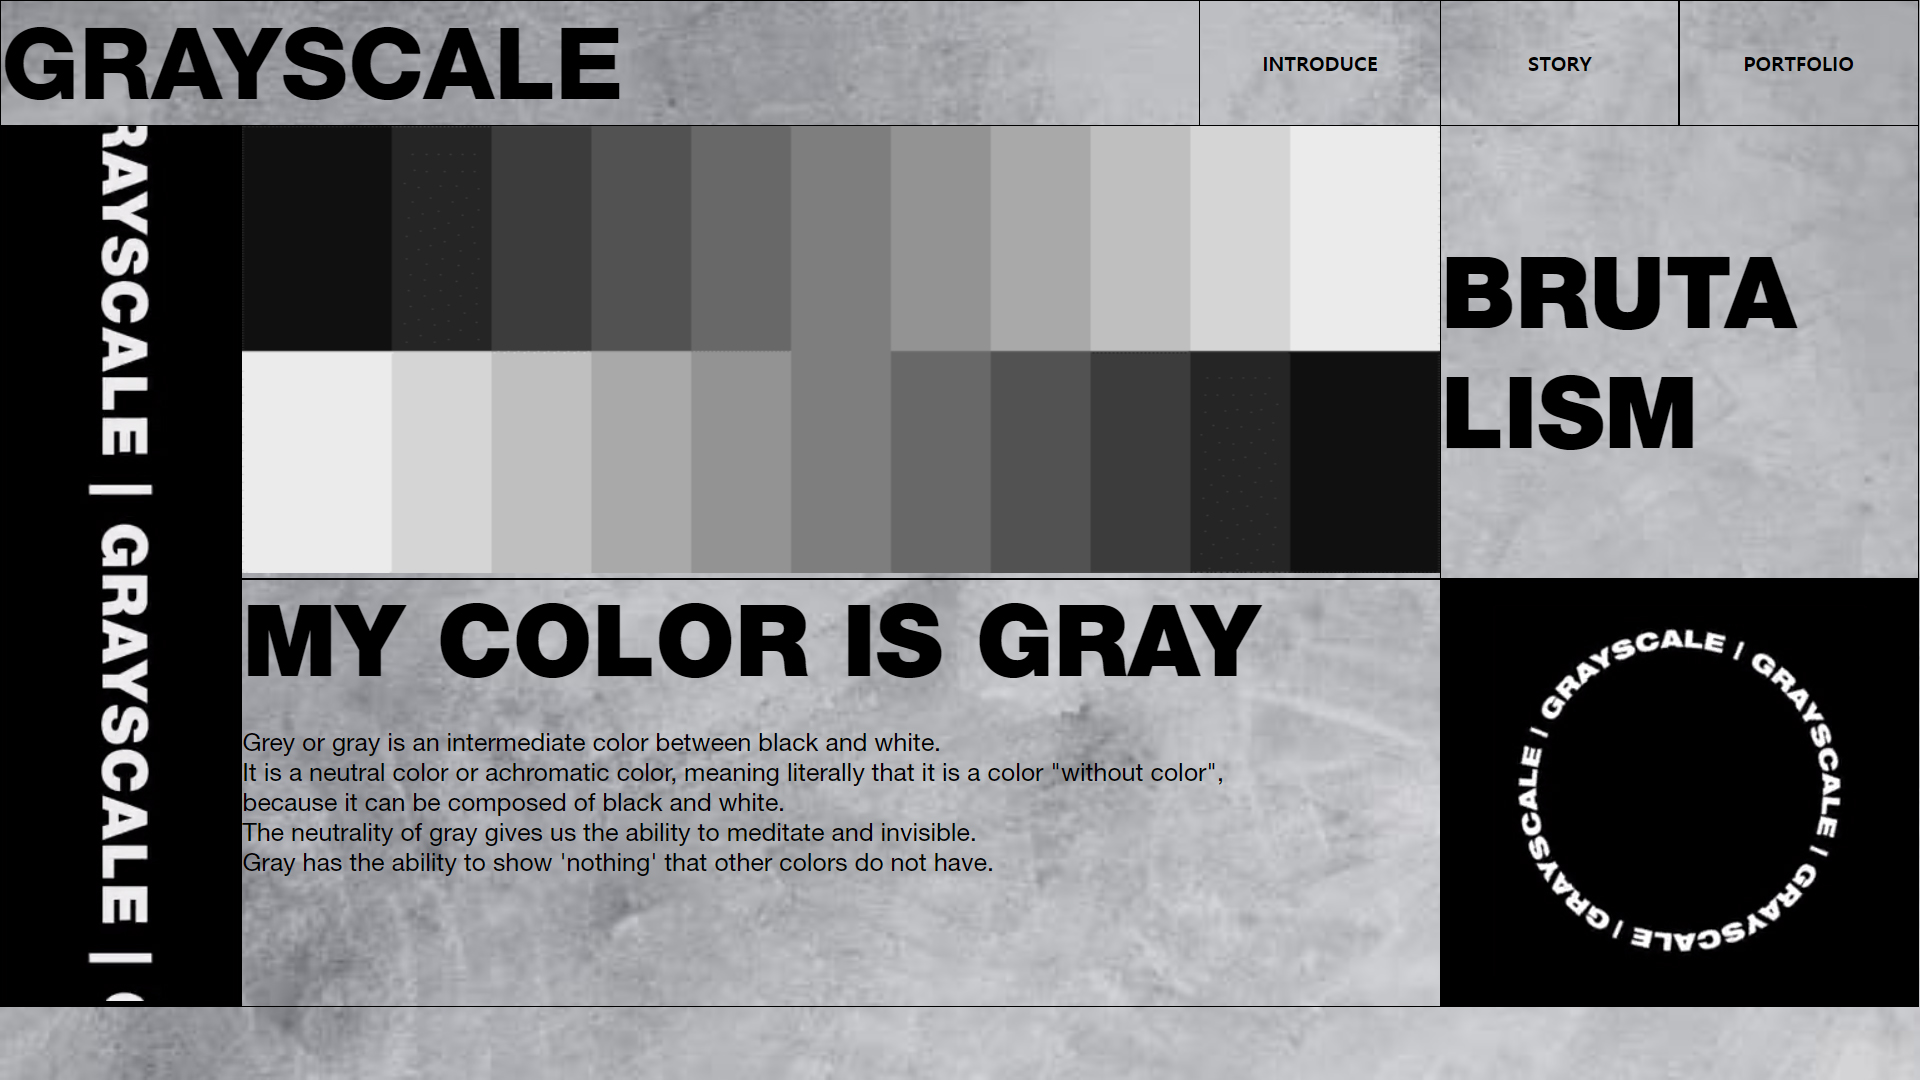 GRAYSCALE
INTRODUCE
STORY
PORTFOLIO
RAYSCALE | GRAYSCALE |
BRUTA
LISM
MY COLOR IS GRAY
Grey or gray is an intermediate color between black and white.
It is a neutral color or achromatic color, meaning literally that it is a color "without color",
because it can be composed of black and white.
The neutrality of gray gives us the ability to meditate and invisible.
Gray has the ability to show 'nothing' that other colors do not have.
GRAYSCALE / GRAYSCALE / GRAYSCALE / GRAYSCALE / GRAYSCALE /